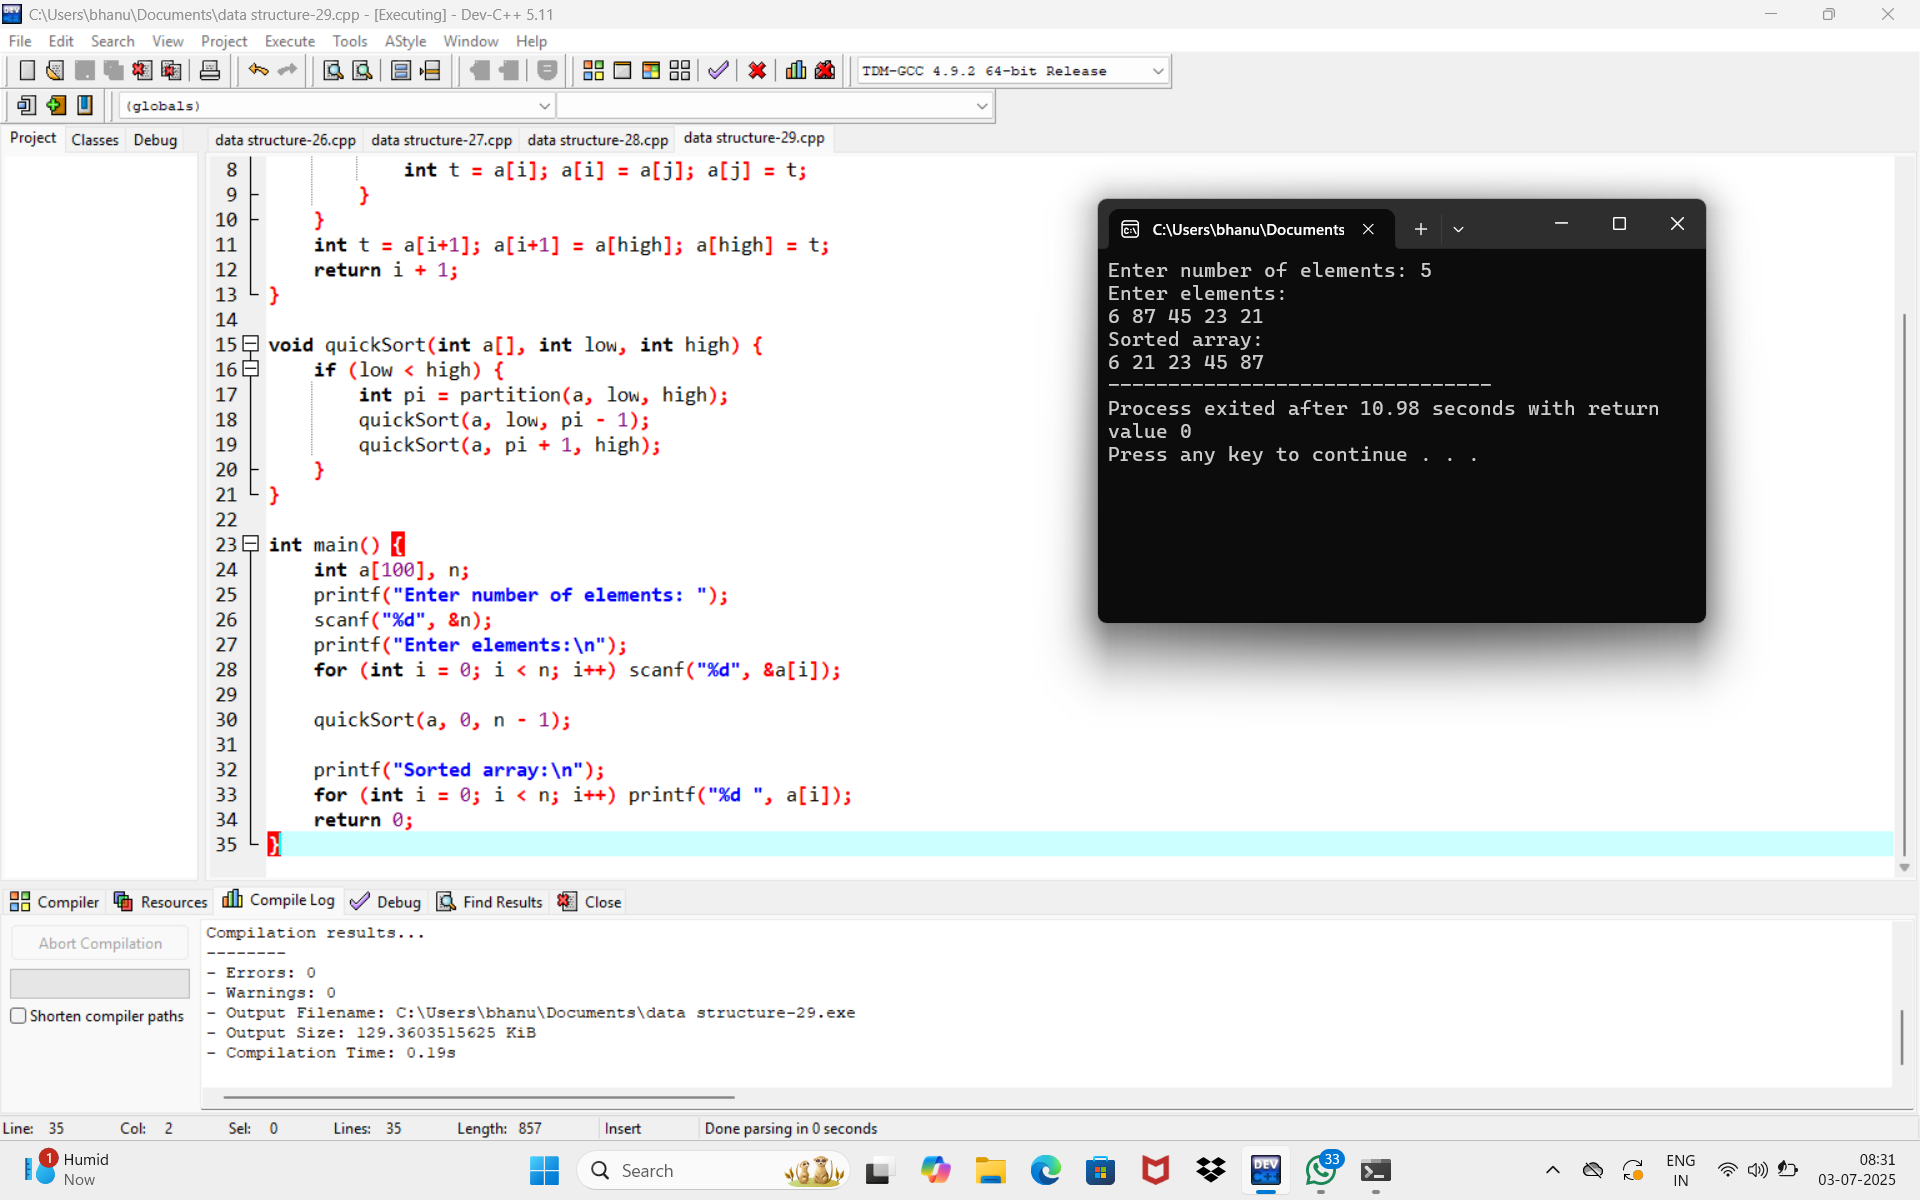 C:\Users\bhanu\Documents\data structure-29.cpp - [Executing] - Dev-C++ 5.11
File Edit Search View Project Execute Tools AStyle Window Help
TDM-GCC 4.9.2 64-bit Release
(globals)
Project Classes Debug
data structure-26.cpp data structure-27.cpp data structure-28.cpp data structure-29.cpp
8 int t = a[i]; a[i] = a[j]; a[j] = t;
9 }
10 }
11 int t = a[i+1]; a[i+1] = a[high]; a[high] = t;
12 return i + 1;
13 }
14
15 void quickSort(int a[], int low, int high) {
16 if (low < high) {
17 int pi = partition(a, low, high);
18 quickSort(a, low, pi - 1);
19 quickSort(a, pi + 1, high);
20 }
21 }
22
23 int main() {
24 int a[100], n;
25 printf("Enter number of elements: ");
26 scanf("%d", &n);
27 printf("Enter elements:\n");
28 for (int i = 0; i < n; i++) scanf("%d", &a[i]);
29
30 quickSort(a, 0, n - 1);
31
32 printf("Sorted array:\n");
33 for (int i = 0; i < n; i++) printf("%d ", a[i]);
34 return 0;
35 }
C:\Users\bhanu\Documents
Enter number of elements: 5
Enter elements:
6 87 45 23 21
Sorted array:
6 21 23 45 87
--------------------------------
Process exited after 10.98 seconds with return
value 0
Press any key to continue . . .
Compiler Resources Compile Log Debug Find Results Close
Abort Compilation
Shorten compiler paths
Compilation results...
--------
- Errors: 0
- Warnings: 0
- Output Filename: C:\Users\bhanu\Documents\data structure-29.exe
- Output Size: 129.3603515625 KiB
- Compilation Time: 0.19s
Line: 35 Col: 2 Sel: 0 Lines: 35 Length: 857 Insert Done parsing in 0 seconds
1
Humid
Now
Search
DEV
33
ENG
IN
08:31
03-07-2025